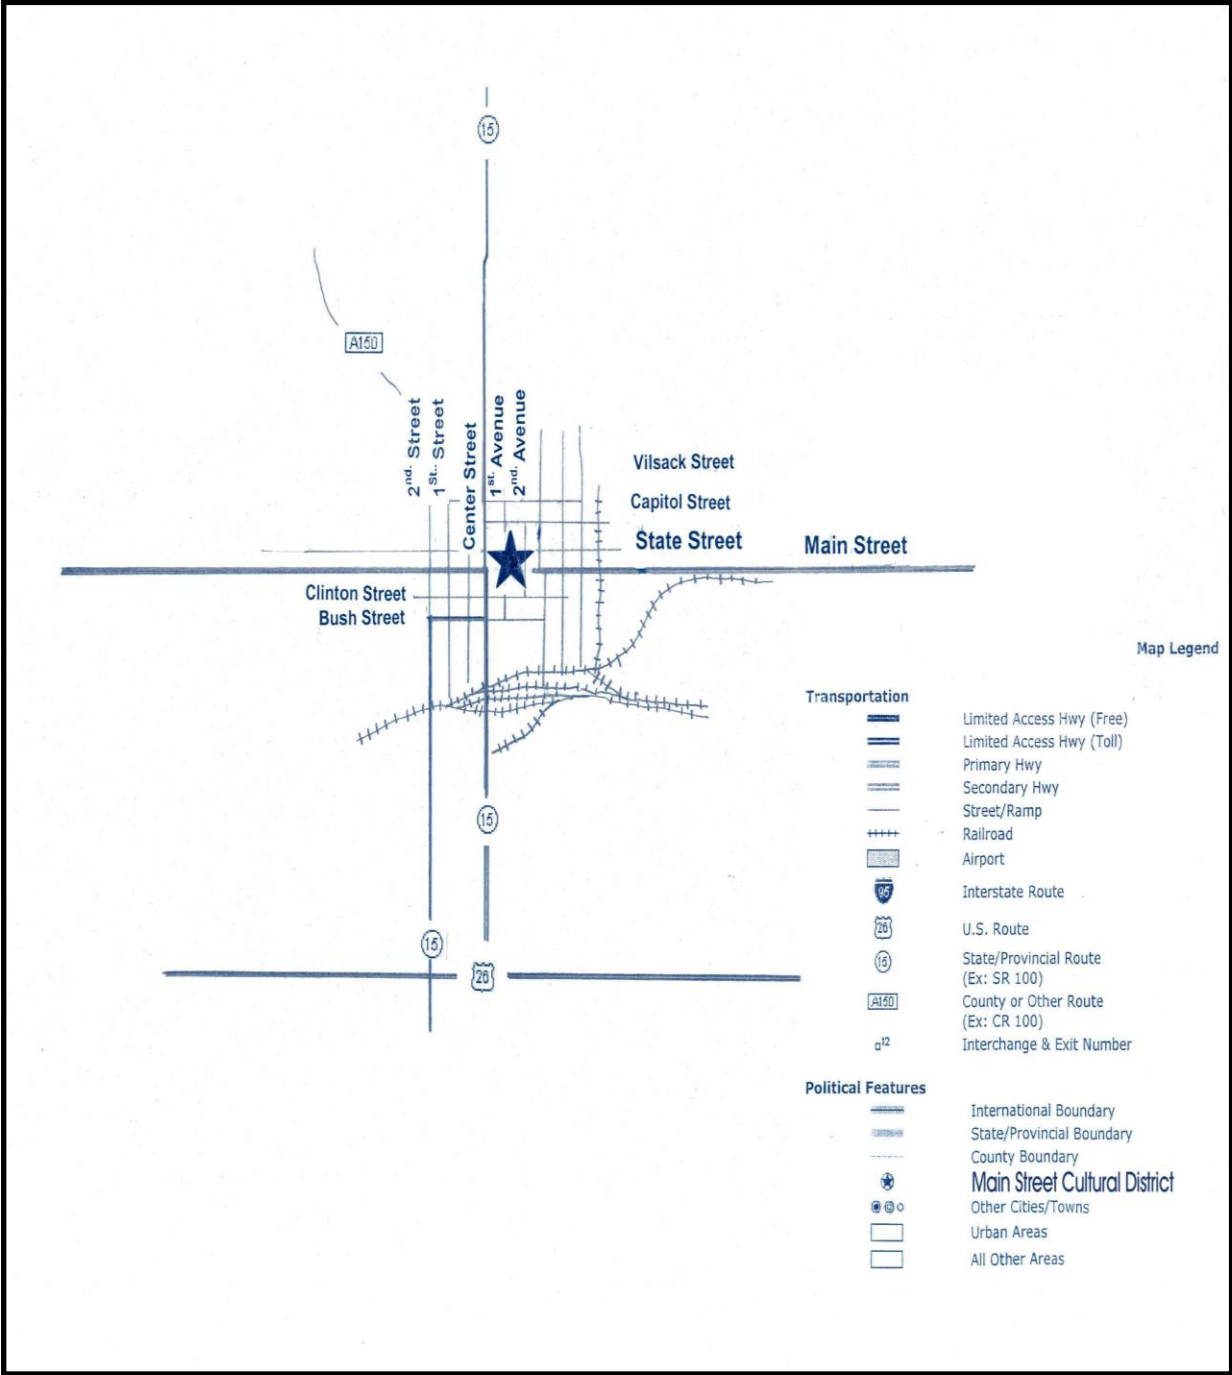 15
A150
2nd. Street
1St.. Street
Center Street
1st. Avenue
2nd. Avenue
Vilsack Street
Capitol Street
State Street
Main Street
Clinton Street
Bush Street
15
15
26
Map Legend
Transportation
Limited Access Hwy (Free)
Limited Access Hwy (Toll)
Primary Hwy
Secondary Hwy
Street/Ramp
Railroad
Airport
95 Interstate Route
26 U.S. Route
15 State/Provincial Route
(Ex: SR 100)
A150 County or Other Route
(Ex: CR 100)
12 Interchange & Exit Number
Political Features
International Boundary
State/Provincial Boundary
County Boundary
Main Street Cultural District
Other Cities/Towns
Urban Areas
All Other Areas